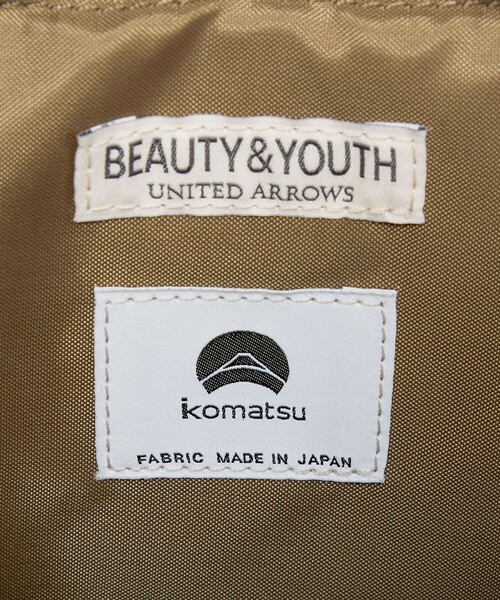 BEAUTY&YOUTH
UNITED ARROWS
komatsu
FABRIC MADE IN JAPAN